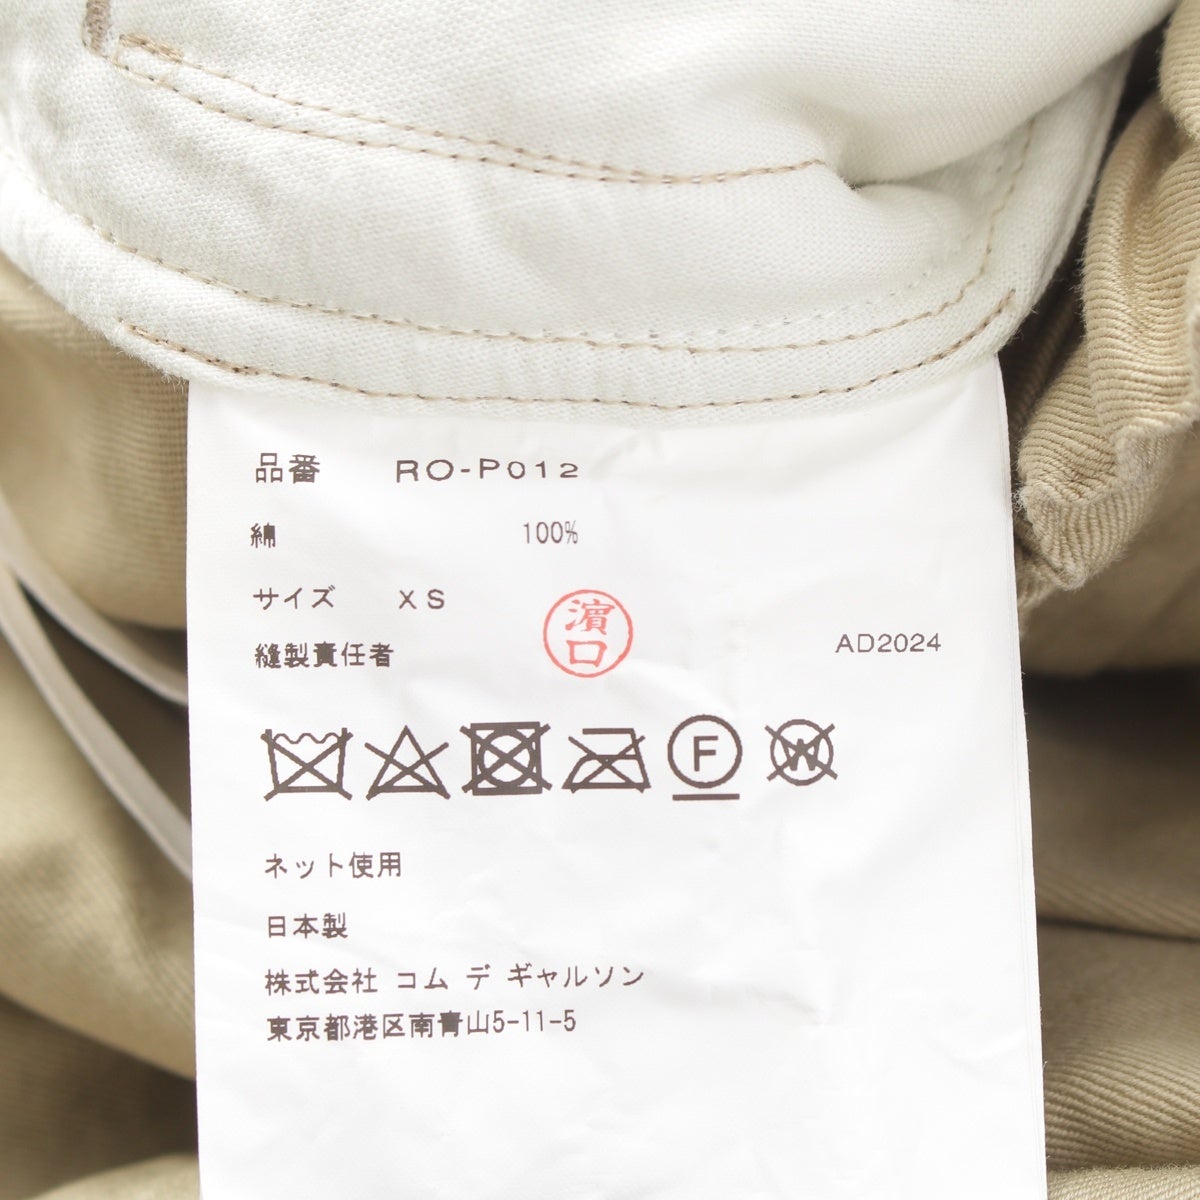 品番 RO-P012
綿 100%
サイズ XS
縫製責任者 濵口 AD2024
F W
ネット使用
日本製
株式会社 コム デ ギャルソン
東京都港区南青山5-11-5